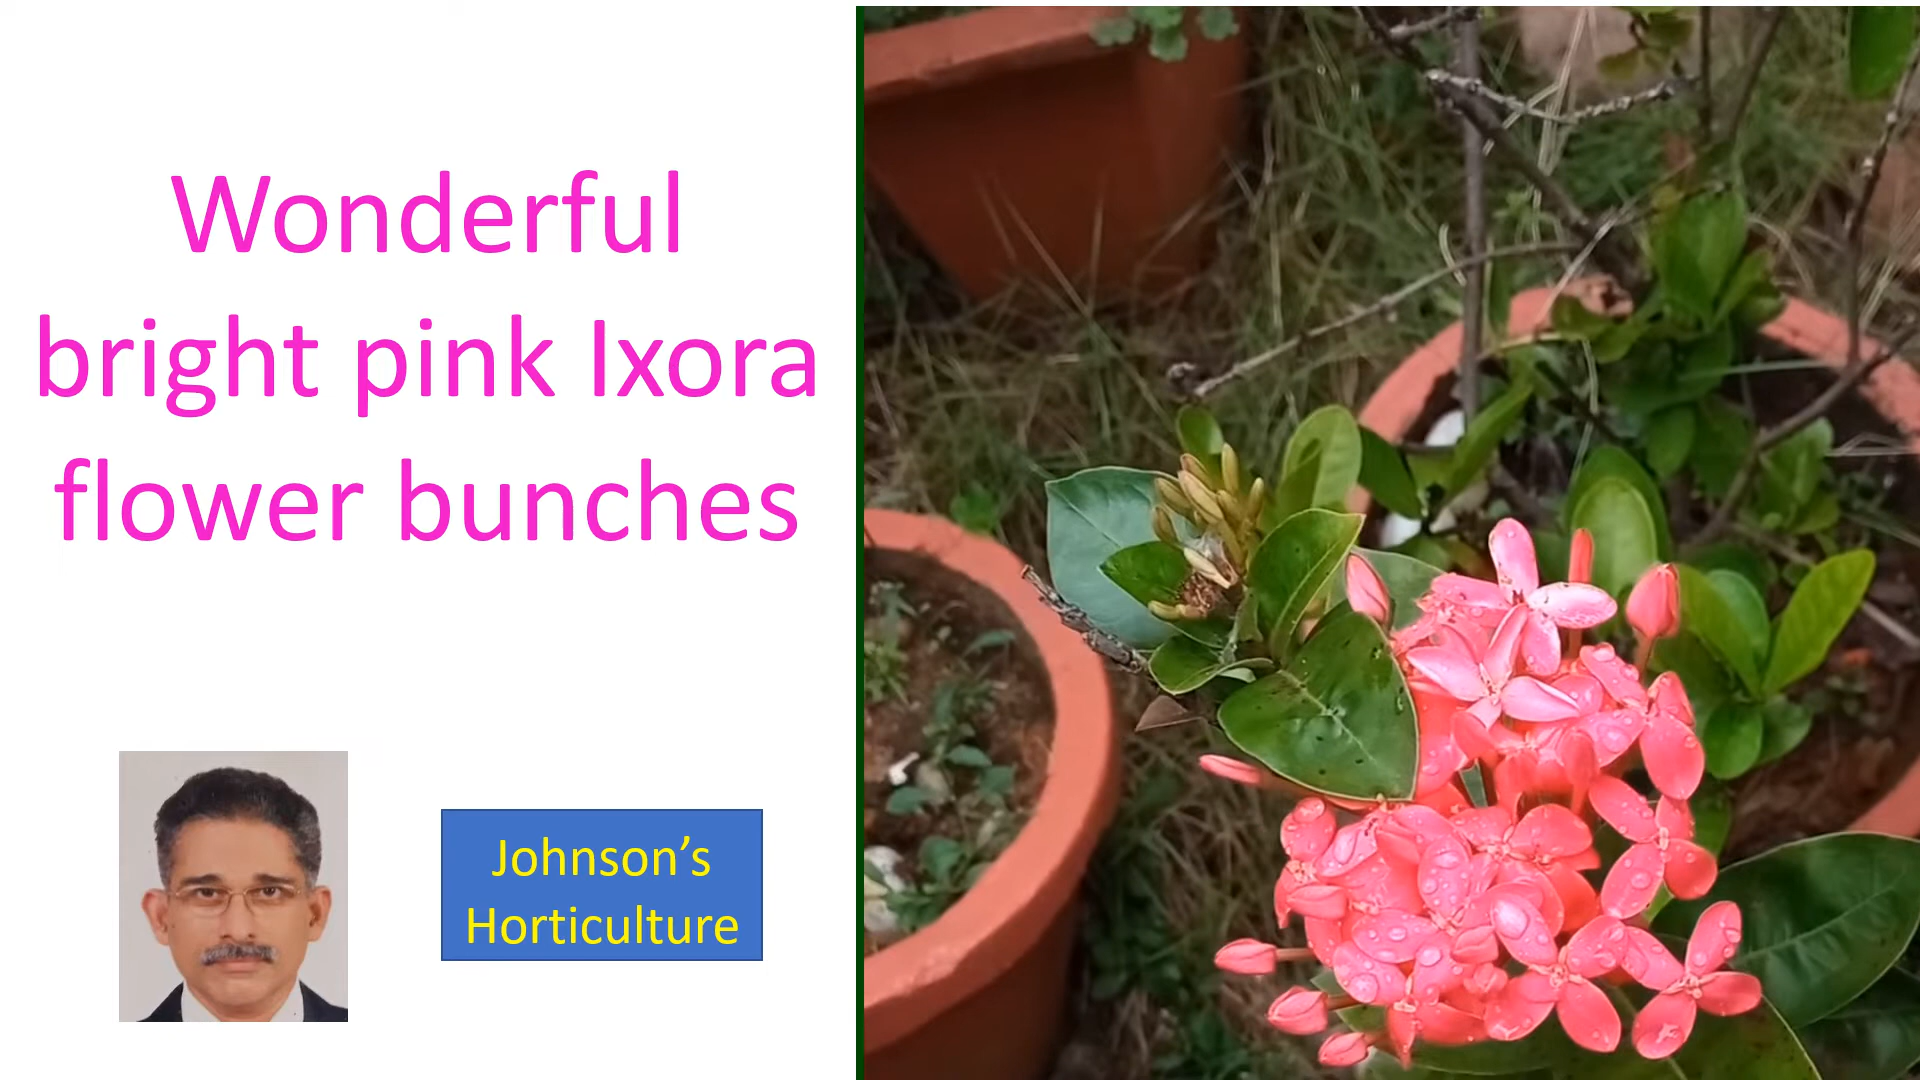 Wonderful
bright pink Ixora
flower bunches
Johnson’s
Horticulture